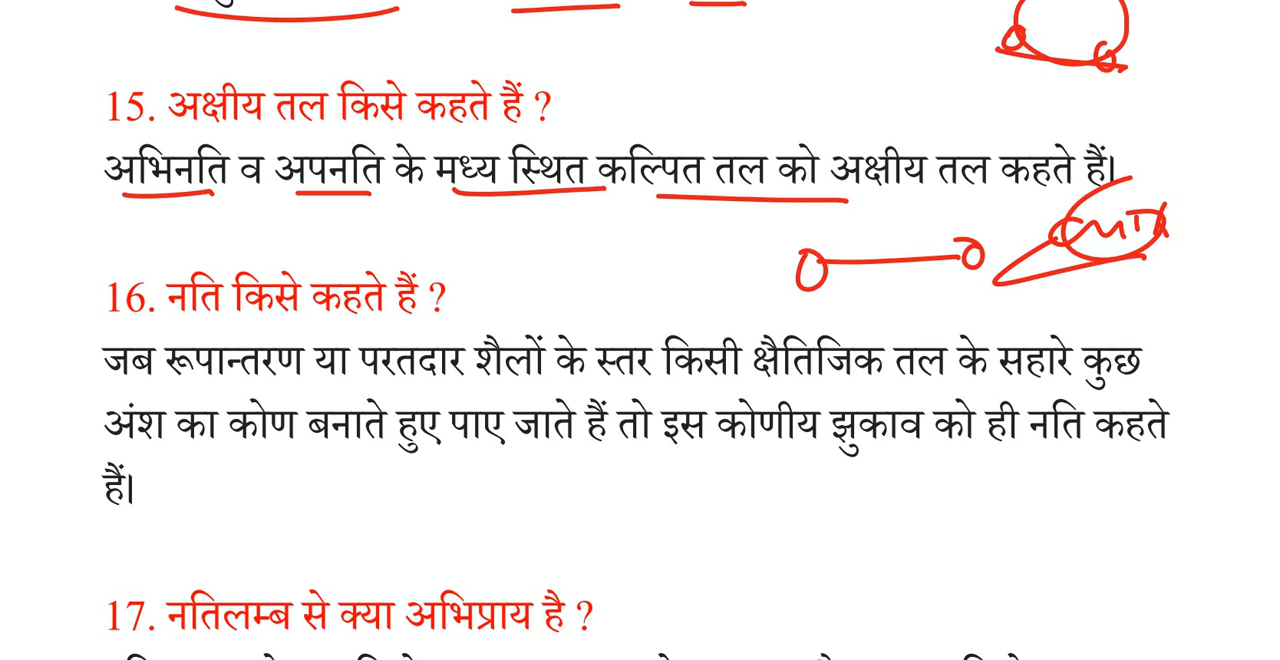 15. अक्षीय तल किसे कहते हैं ?
अभिनति व अपनति के मध्य स्थित कल्पित तल को अक्षीय तल कहते हैं।
16. नति किसे कहते हैं ?
जब रूपान्तरण या परतदार शैलों के स्तर किसी क्षैतिजिक तल के सहारे कुछ
अंश का कोण बनाते हुए पाए जाते हैं तो इस कोणीय झुकाव को ही नति कहते
हैं।
17. नतिलम्ब से क्या अभिप्राय है ?